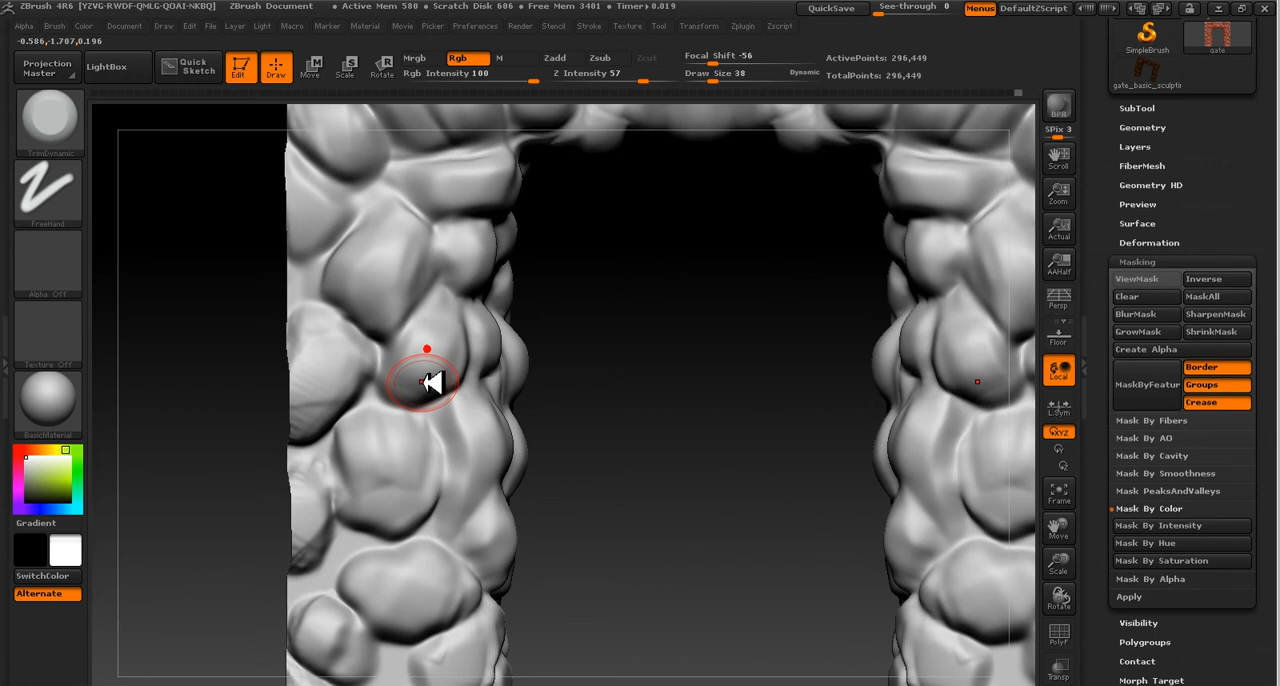 ZBrush 4R6 [YZVG-RWDF-QMLG-QOAI-NKBQ] ZBrush Document • Active Mem 580 • Scratch Disk 606 • Free Mem 3401 • Timer▸0.019 QuickSave See-through 0 Menus DefaultZScript
Alpha Brush Color Document Draw Edit File Layer Light Macro Marker Material Movie Picker Preferences Render Stencil Stroke Texture Tool Transform Zplugin Zscript
-0.586,-1.707,0.196
Projection Master
LightBox
Quick Sketch
Edit
Draw
Move
Scale
Rotate
Mrgb Rgb M Zadd Zsub Zcut
Rgb Intensity 100 Z Intensity 57
Focal Shift -56
Draw Size 38 Dynamic
ActivePoints: 296,449
TotalPoints: 296,449
TrimDynamic
FreeHand
Alpha Off
Texture Off
BasicMaterial
Gradient
SwitchColor
Alternate
BPR
SPix 3
Scroll
Zoom
Actual
AAHalf
Persp
Floor
Local
L.Sym
XYZ
Frame
Move
Scale
Rotate
PolyF
Transp
SimpleBrush gate
gate_basic_sculptir
SubTool
Geometry
Layers
FiberMesh
Geometry HD
Preview
Surface
Deformation
Masking
ViewMask Inverse
Clear MaskAll
BlurMask SharpenMask
GrowMask ShrinkMask
Create Alpha
MaskByFeatur
Border
Groups
Crease
Mask By Fibers
Mask By AO
Mask By Cavity
Mask By Smoothness
Mask PeaksAndValleys
Mask By Color
Mask By Intensity
Mask By Hue
Mask By Saturation
Mask By Alpha
Apply
Visibility
Polygroups
Contact
Morph Target